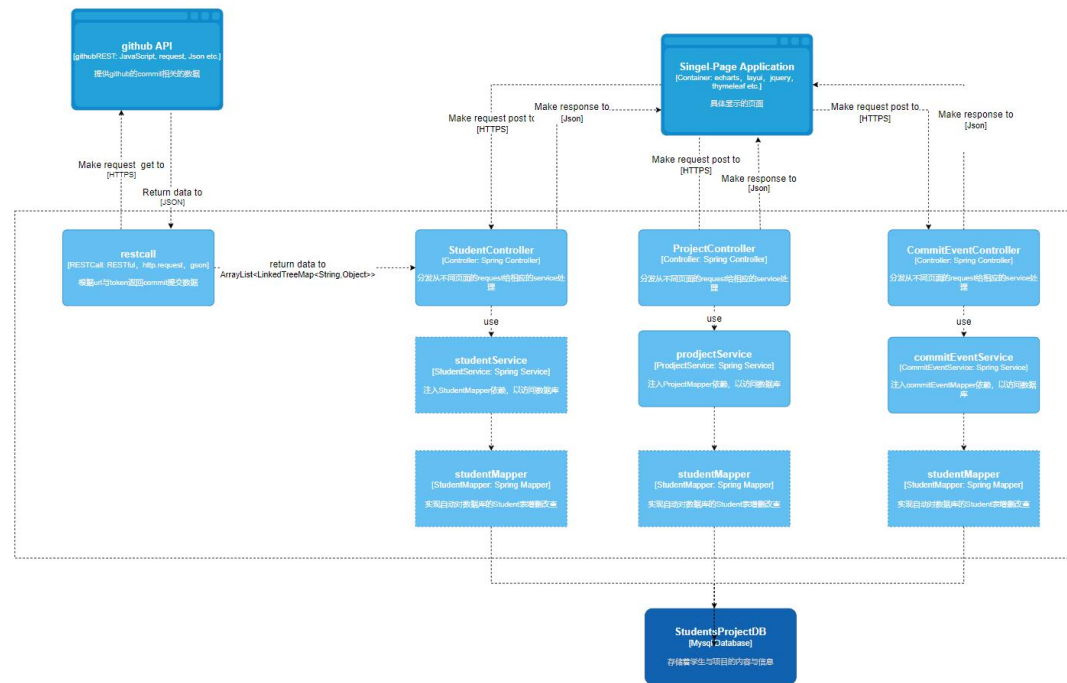 github API
[githubREST: JavaScript, request, Json etc.]
提供github的commit相关的数据
Singel-Page Application
[Container: echarts，layui，jquery，
thymeleaf etc.]
具体显示的页面
Make request post to
[HTTPS]
Make response to
[Json]
Make request post to
[HTTPS]
Make response to
[Json]
Make request post to
[HTTPS]
Make response to
[Json]
Make request get to
[HTTPS]
Return data to
[JSON]
restcall
[RESTCall: RESTful，http.request，gson]
根据url与token返回commit提交数据
return data to
ArrayList<LinkedTreeMap<String,Object>>
StudentController
[Controller: Spring Controller]
分发从不同页面的request给相应的service处
理
ProjectController
[Controller: Spring Controller]
分发从不同页面的request给相应的service处
理
CommitEventController
[Controller: Spring Controller]
分发从不同页面的request给相应的service处
理
use
use
use
studentService
[StudentService: Spring Service]
注入StudentMapper依赖，以访问数据库
prodjectService
[ProdjectService: Spring Service]
注入ProjectMapper依赖，以访问数据库
commitEventService
[CommitEventService: Spring Service]
注入commitEventMapper依赖，以访问数据
库
studentMapper
[StudentMapper: Spring Mapper]
实现自动对数据库的Student表增删改查
studentMapper
[StudentMapper: Spring Mapper]
实现自动对数据库的Student表增删改查
studentMapper
[StudentMapper: Spring Mapper]
实现自动对数据库的Student表增删改查
StudentsProjectDB
[Mysql Database]
存储着学生与项目的内容与信息